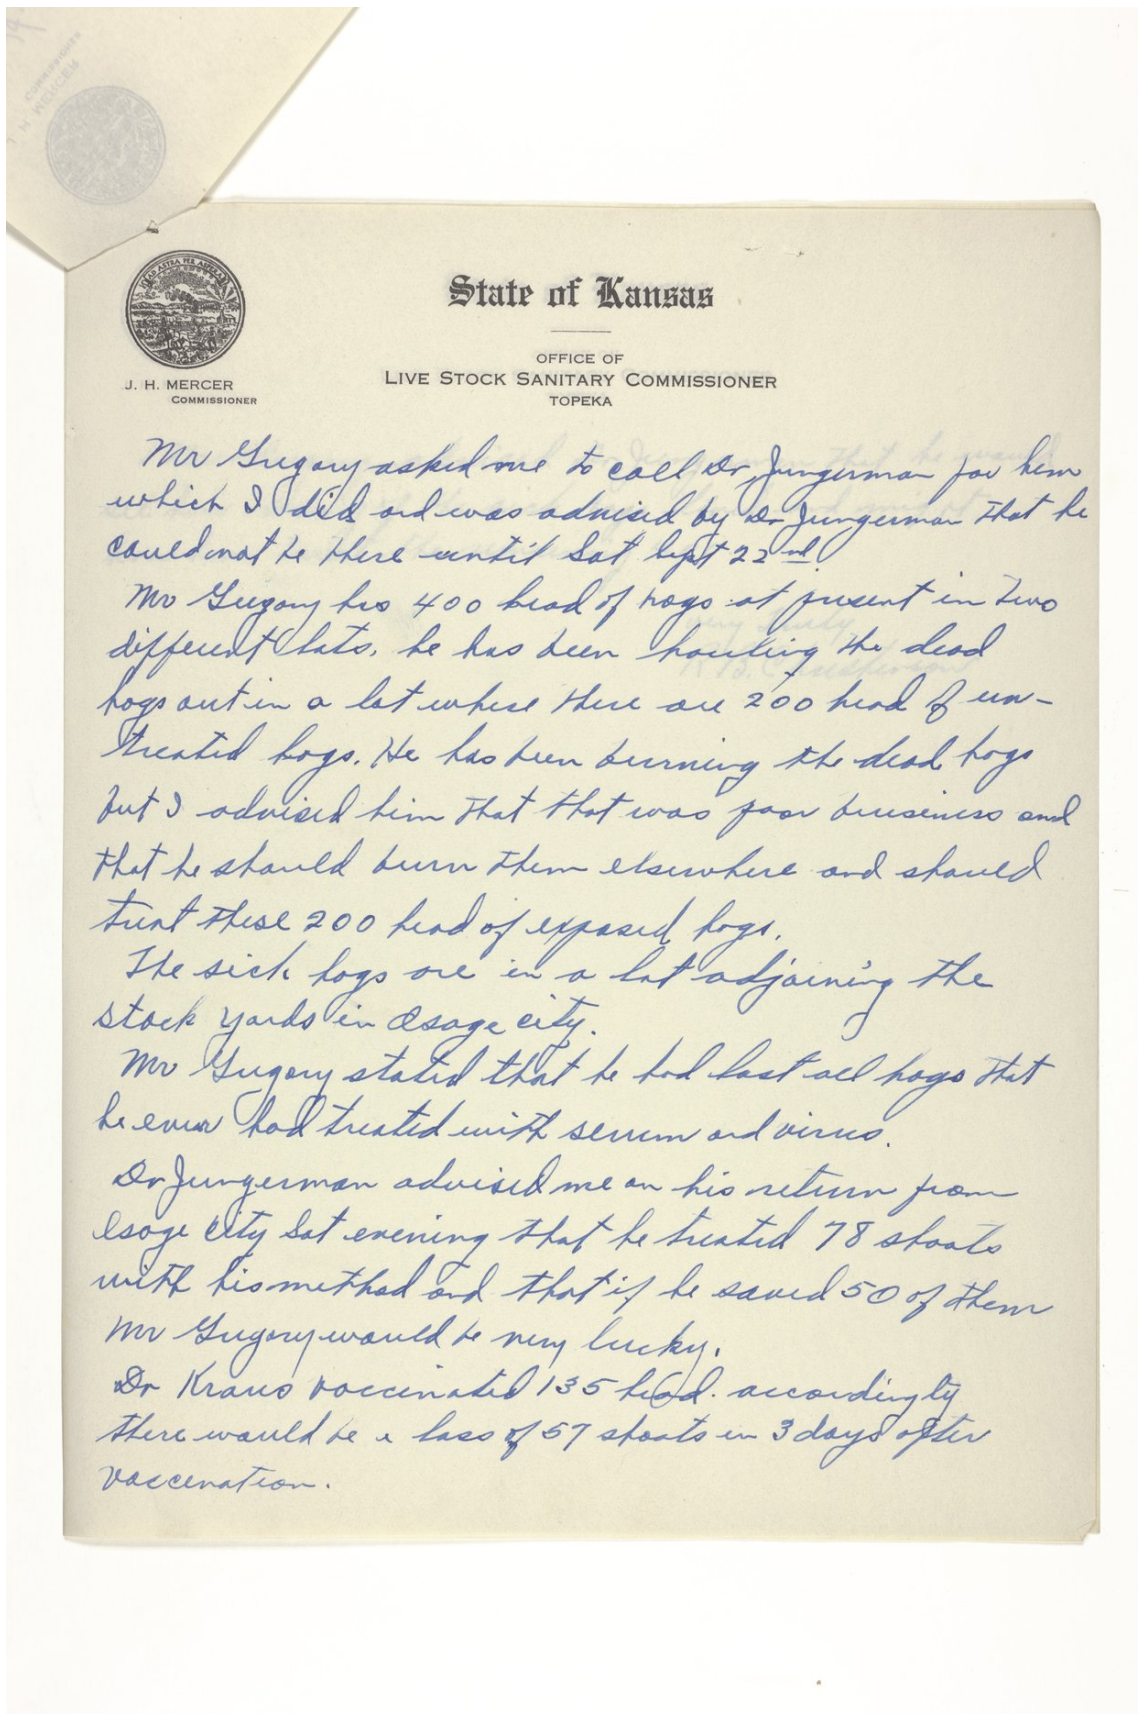 COMMISSIONER
MERCER
AD ASTRA PER ASPERA
State of Kansas
OFFICE OF
J. H. MERCER
COMMISSIONER
LIVE STOCK SANITARY COMMISSIONER
TOPEKA
Mr Gregory asked me to call Dr. Jungerman for him
which I did and was advised by Dr Jungerman that he
could not be there until Sat Sept 22nd
Mr Gregory has 400 head of hogs at present in two
different lots. he has been hauling the dead
hogs out in a lot where there are 200 head of un-
treated hogs. He has been burning the dead hogs
but I advised him that that was poor business and
that he should burn them elsewhere and should
treat these 200 head of exposed hogs.
The sick hogs are in a lot adjoining the
stock yards in Osage city.
Mr Gregory stated that he had lost all hogs that
he ever had treated with serum and virus.
Dr Jungerman advised me on his return from
Osage City Sat evening that he treated 78 shoats
with his method and that if he saved 50 of them
Mr Gregory would be very lucky.
Dr Kraus vaccinated 135 head. accordingly
there would be a loss of 57 shoats in 3 days after
vaccination.